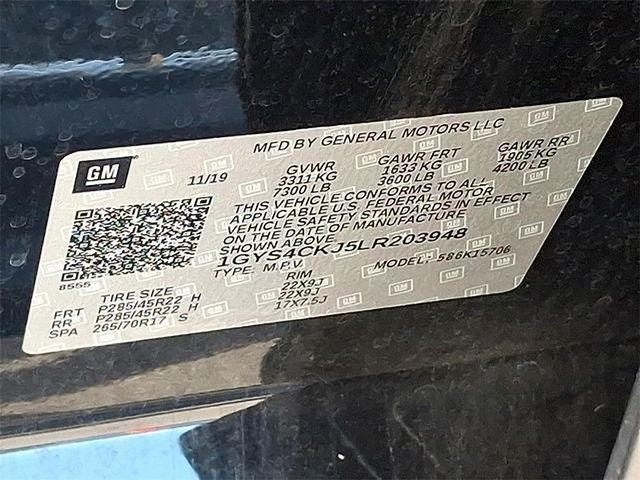 MFD BY GENERAL MOTORS LLC
GM
11/19 GVWR GAWR FRT GAWR RR
3311 KG 1633 KG 1905 KG
7300 LB 3600 LB 4200 LB
THIS VEHICLE CONFORMS TO ALL
APPLICABLE U.S. FEDERAL MOTOR
VEHICLE SAFETY STANDARDS IN EFFECT
ON THE DATE OF MANUFACTURE
SHOWN ABOVE.
1GYS4CKJ5LR203948
8555 TYPE: M.P.V. MODEL: 586K15706
TIRE SIZE RIM
FRT P285/45R22 H 22X9J
RR P285/45R22 H 22X9J
SPA 265/70R17 S 17X7.5J